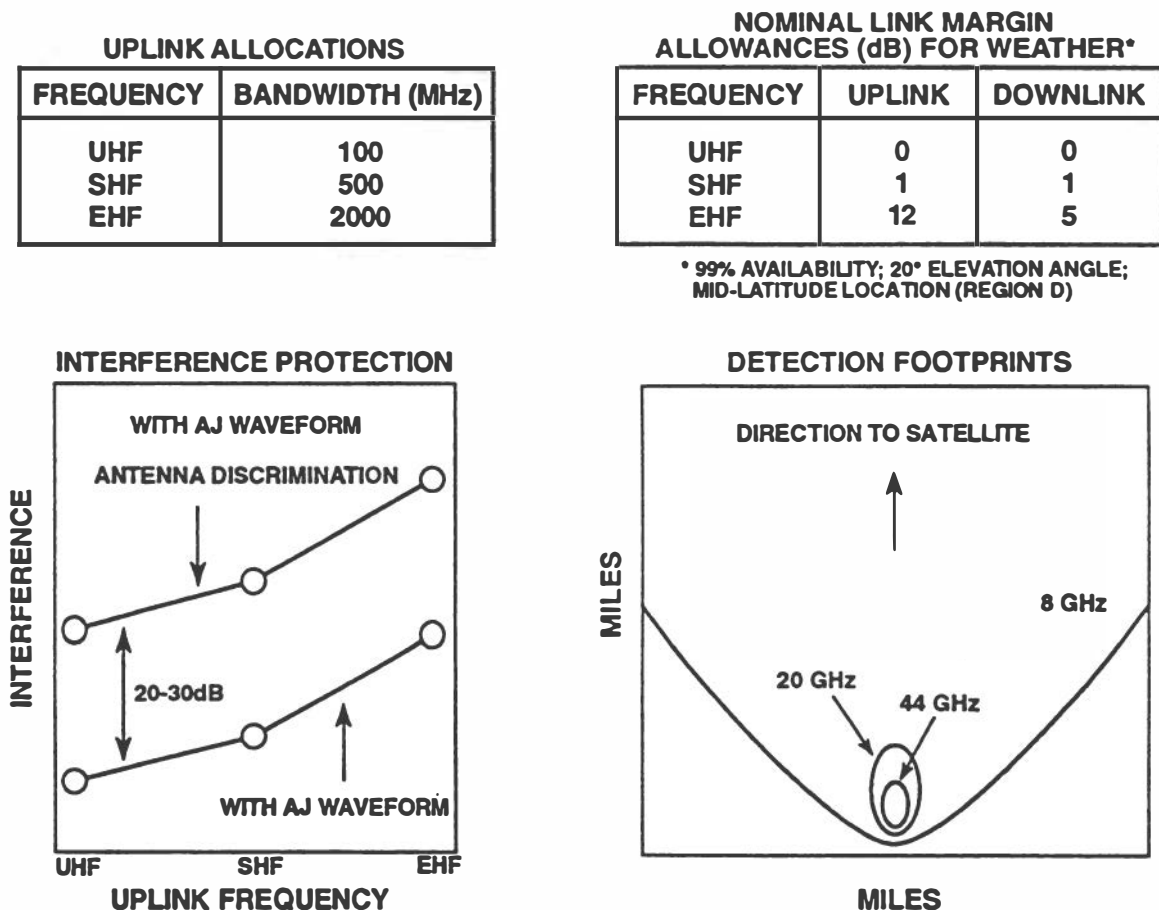 UPLINK ALLOCATIONS
FREQUENCY BANDWIDTH (MHz)
UHF 100
SHF 500
EHF 2000
NOMINAL LINK MARGIN
ALLOWANCES (dB) FOR WEATHER*
FREQUENCY UPLINK DOWNLINK
UHF 0 0
SHF 1 1
EHF 12 5
* 99% AVAILABILITY; 20° ELEVATION ANGLE;
MID-LATITUDE LOCATION (REGION D)
INTERFERENCE PROTECTION
WITH AJ WAVEFORM
ANTENNA DISCRIMINATION
INTERFERENCE
20-30dB
WITH AJ WAVEFORM
UHF SHF EHF
UPLINK FREQUENCY
DETECTION FOOTPRINTS
DIRECTION TO SATELLITE
MILES
8 GHz
20 GHz
44 GHz
MILES